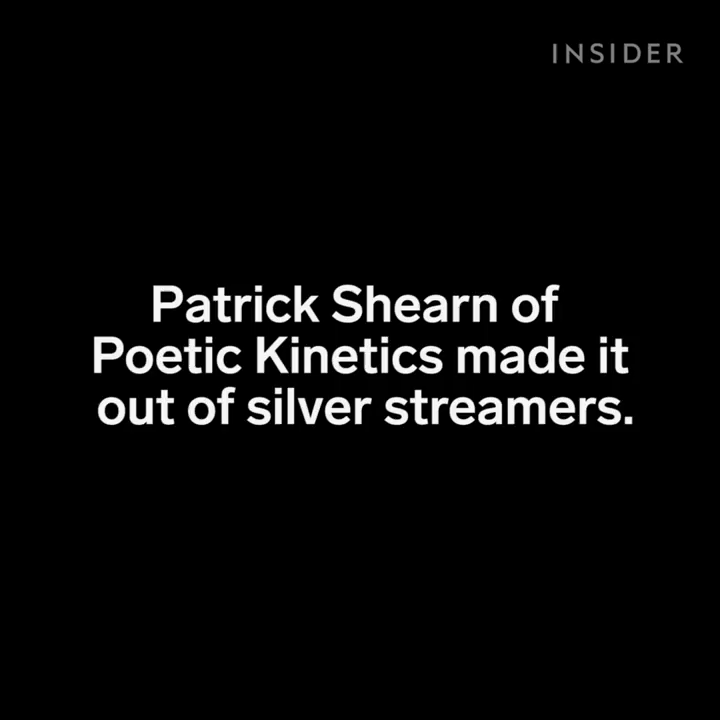 INSIDER
Patrick Shearn of
Poetic Kinetics made it
out of silver streamers.